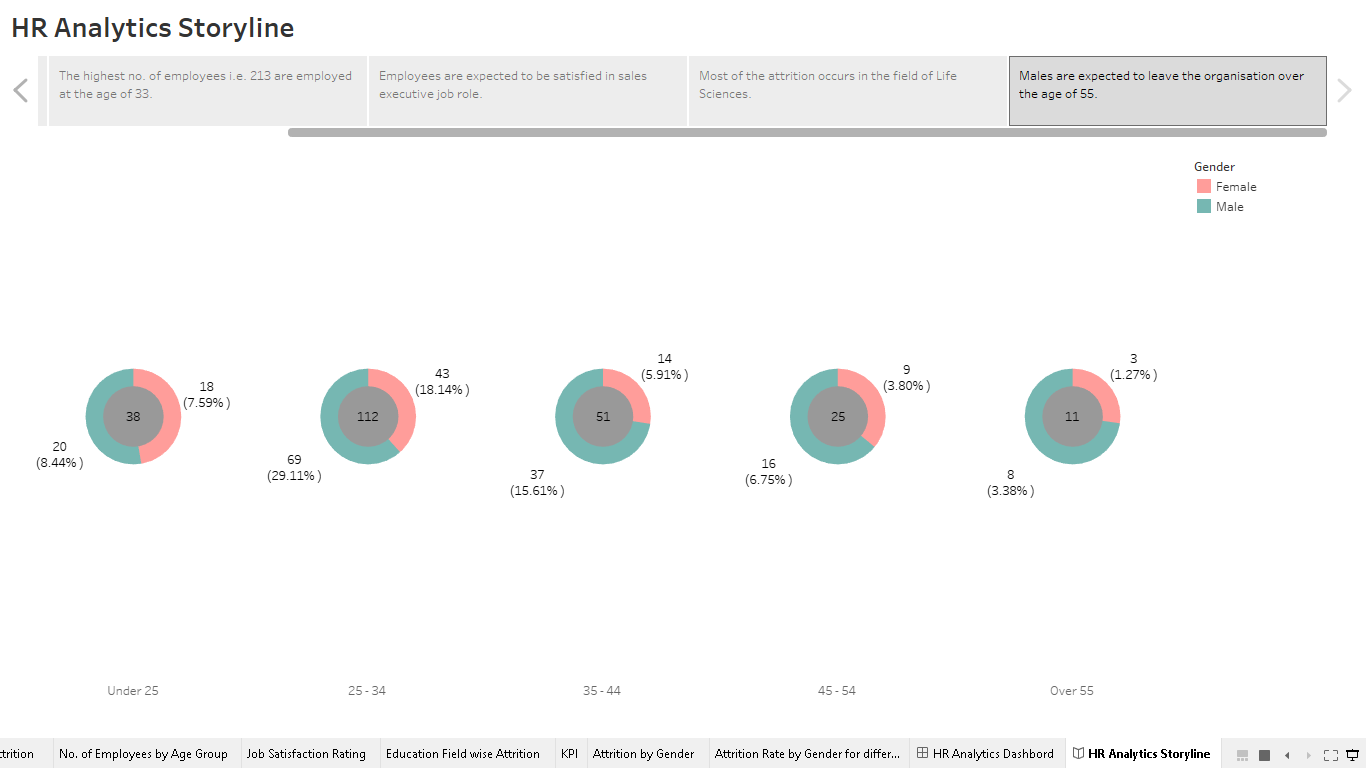 HR Analytics Storyline
The highest no. of employees i.e. 213 are employed
at the age of 33.
Employees are expected to be satisfied in sales
executive job role.
Most of the attrition occurs in the field of Life
Sciences.
Males are expected to leave the organisation over
the age of 55.
Gender
Female
Male
18
(7.59% )
38
20
(8.44% )
43
(18.14% )
112
69
(29.11% )
14
(5.91% )
51
37
(15.61% )
9
(3.80% )
25
16
(6.75% )
3
(1.27% )
11
8
(3.38% )
Under 25
25 - 34
35 - 44
45 - 54
Over 55
ttrition
No. of Employees by Age Group
Job Satisfaction Rating
Education Field wise Attrition
KPI
Attrition by Gender
Attrition Rate by Gender for differ...
HR Analytics Dashbord
HR Analytics Storyline